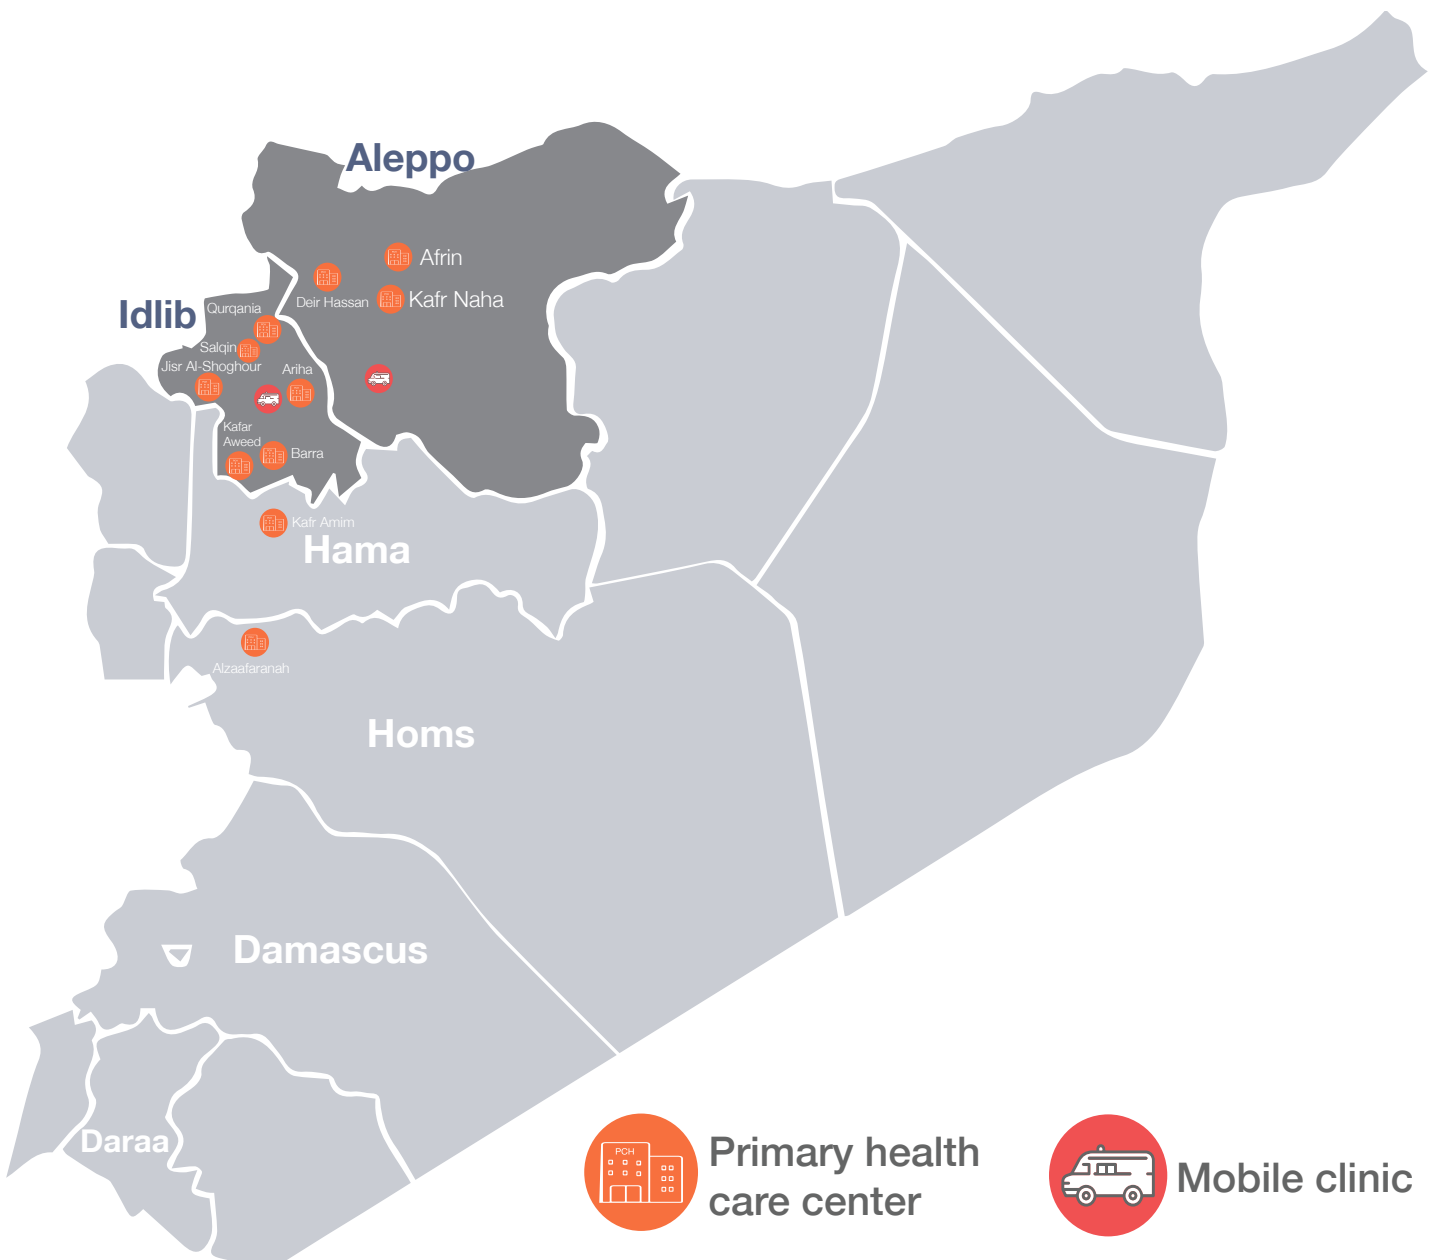 Aleppo
Afrin
Deir Hassan
Kafr Naha
Idlib
Qurqania
Salqin
Jisr Al-Shoghour
Ariha
Kafar
Aweed
Barra
Kafr Amim
Hama
Alzaafaranah
Homs
Damascus
Daraa
PCH
Primary health
care center
Mobile clinic